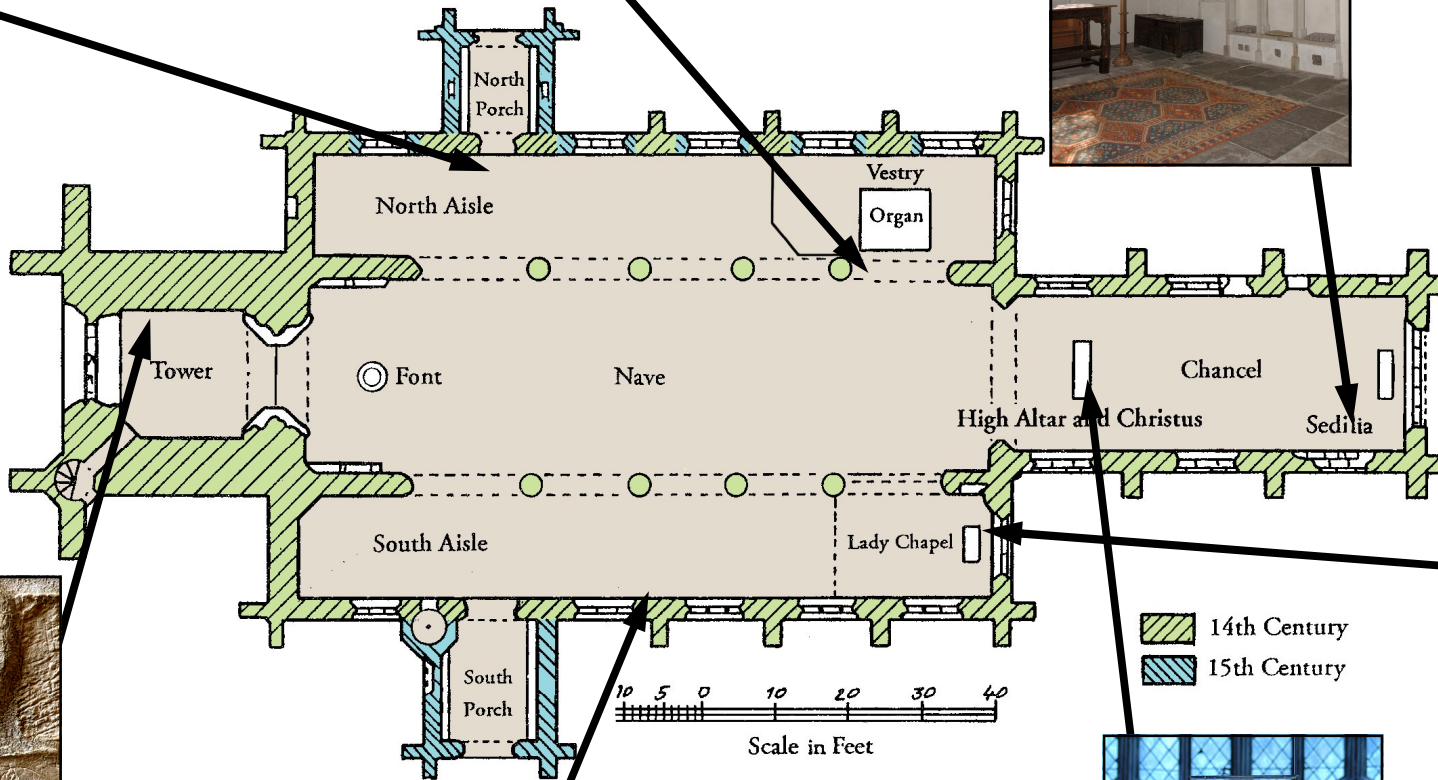 North
Porch
Vestry
Organ
North Aisle
Tower
Font
Nave
Chancel
High Altar and Christus
Sedilia
South Aisle
Lady Chapel
14th Century
15th Century
South
Porch
10 5 0 10 20 30 40
Scale in Feet